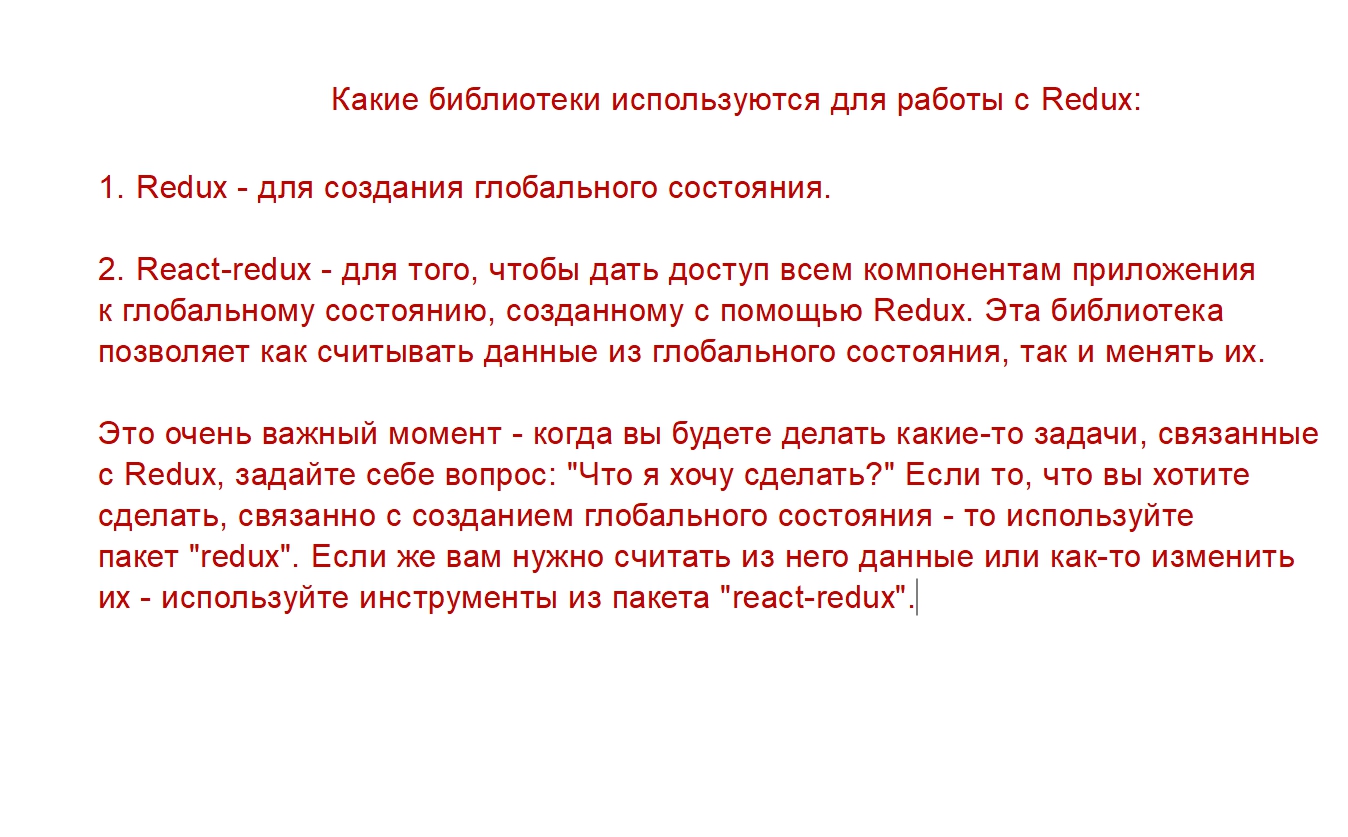 Какие библиотеки используются для работы с Redux:
1. Redux - для создания глобального состояния.
2. React-redux - для того, чтобы дать доступ всем компонентам приложения
к глобальному состоянию, созданному с помощью Redux. Эта библиотека
позволяет как считывать данные из глобального состояния, так и менять их.
Это очень важный момент - когда вы будете делать какие-то задачи, связанные
с Redux, задайте себе вопрос: "Что я хочу сделать?" Если то, что вы хотите
сделать, связанно с созданием глобального состояния - то используйте
пакет "redux". Если же вам нужно считать из него данные или как-то изменить
их - используйте инструменты из пакета "react-redux".